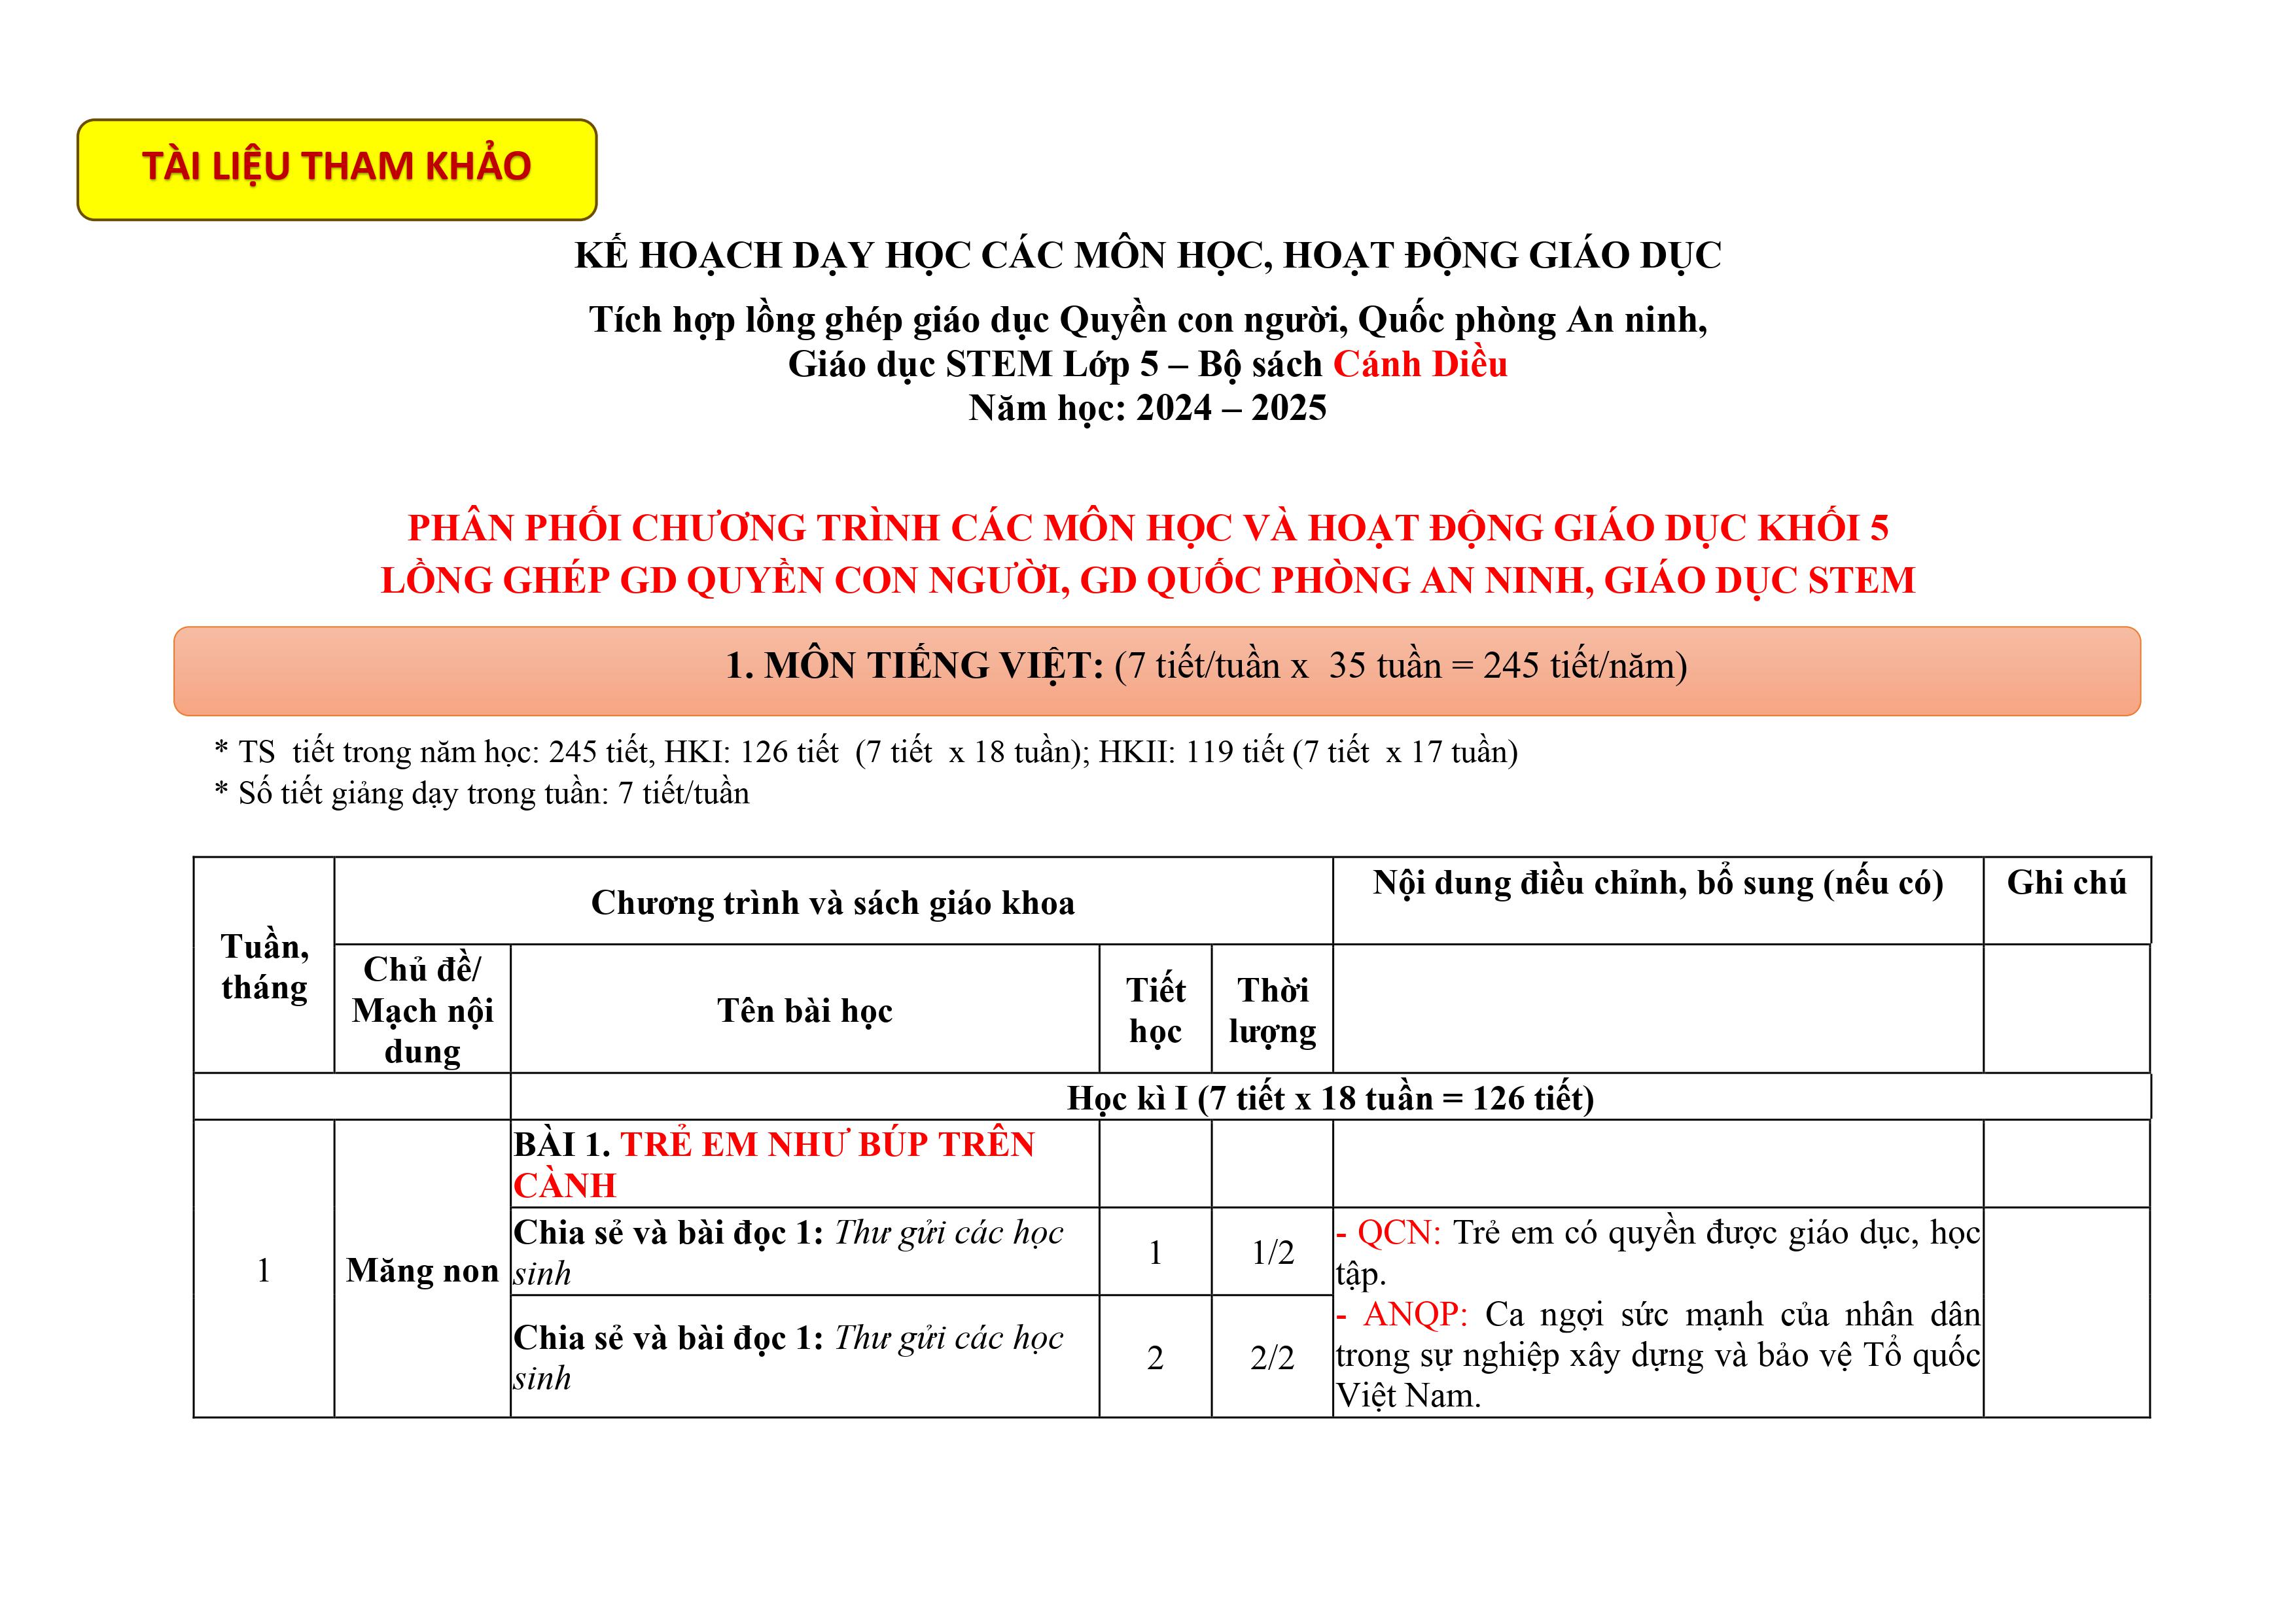 TÀI LIỆU THAM KHẢO
KẾ HOẠCH DẠY HỌC CÁC MÔN HỌC, HOẠT ĐỘNG GIÁO DỤC
Tích hợp lồng ghép giáo dục Quyền con người, Quốc phòng An ninh,
Giáo dục STEM Lớp 5 – Bộ sách Cánh Diều
Năm học: 2024 – 2025
PHÂN PHỐI CHƯƠNG TRÌNH CÁC MÔN HỌC VÀ HOẠT ĐỘNG GIÁO DỤC KHỐI 5
LỒNG GHÉP GD QUYỀN CON NGƯỜI, GD QUỐC PHÒNG AN NINH, GIÁO DỤC STEM
1. MÔN TIẾNG VIỆT: (7 tiết/tuần x 35 tuần = 245 tiết/năm)
* TS tiết trong năm học: 245 tiết, HKI: 126 tiết (7 tiết x 18 tuần); HKII: 119 tiết (7 tiết x 17 tuần)
* Số tiết giảng dạy trong tuần: 7 tiết/tuần
Tuần,
tháng
Chương trình và sách giáo khoa
Nội dung điều chỉnh, bổ sung (nếu có)
Ghi chú
Chủ đề/
Mạch nội
dung
Tên bài học
Tiết
học
Thời
lượng
Học kì I (7 tiết x 18 tuần = 126 tiết)
1
Măng non
BÀI 1. TRẺ EM NHƯ BÚP TRÊN
CÀNH
Chia sẻ và bài đọc 1: Thư gửi các học
sinh
1
1/2
- QCN: Trẻ em có quyền được giáo dục, học
tập.
- ANQP: Ca ngợi sức mạnh của nhân dân
trong sự nghiệp xây dựng và bảo vệ Tổ quốc
Việt Nam.
Chia sẻ và bài đọc 1: Thư gửi các học
sinh
2
2/2